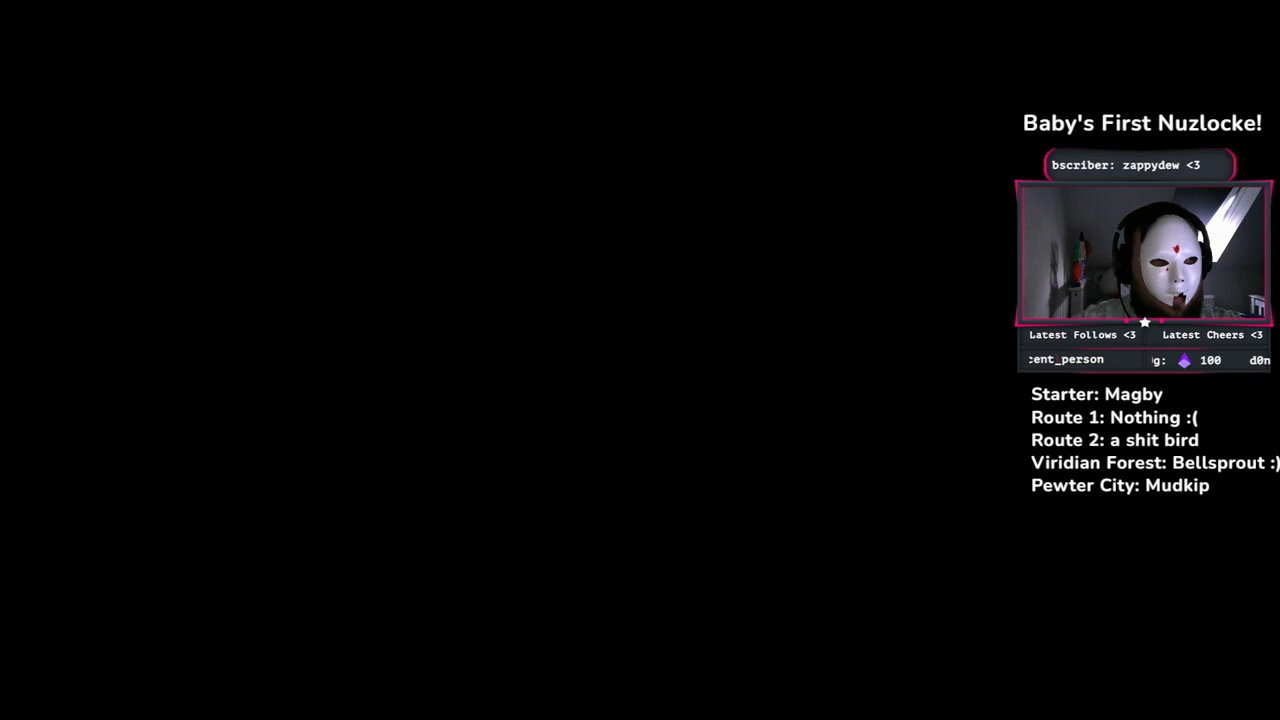 Baby's First Nuzlocke!
bscriber: zappydew <3
Latest Follows <3 Latest Cheers <3
cent_person g: 100 d0n
Starter: Magby
Route 1: Nothing :(
Route 2: a shit bird
Viridian Forest: Bellsprout :)
Pewter City: Mudkip